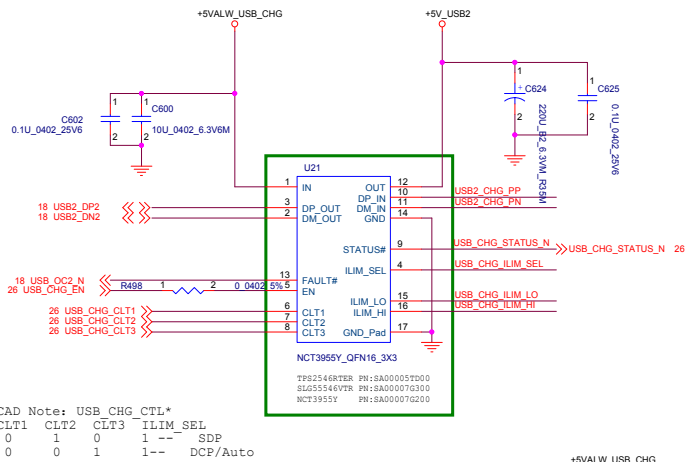 +5VALW_USB_CHG
+5V_USB2
1
C602
0.1U_0402_25V6
2
1
C600
10U_0402_6.3V6M
2
1
+
C624
2
220U_B2_6.3VM_R35M
1
C625
2
0.1U_0402_25V6
U21
1 IN
OUT 12
DP_IN 10 USB2_CHG_PP
DM_IN 11 USB2_CHG_PN
GND 14
18 USB2_DP2 3 DP_OUT
18 USB2_DN2 2 DM_OUT
STATUS# 9 USB_CHG_STATUS_N USB_CHG_STATUS_N 26
ILIM_SEL 4 USB_CHG_ILIM_SEL
18 USB_OC2_N 13 FAULT#
26 USB_CHG_EN R498 1 2 0_0402_5% 5 EN
ILIM_LO 15 USB_CHG_ILIM_LO
ILIM_HI 16 USB_CHG_ILIM_HI
26 USB_CHG_CLT1 6 CLT1
26 USB_CHG_CLT2 7 CLT2
26 USB_CHG_CLT3 8 CLT3
GND_Pad 17
NCT3955Y_QFN16_3X3
TPS2546RTER PN:SA00005TD00
SLG55546VTR PN:SA00007G300
NCT3955Y PN:SA00007G200
CAD Note: USB_CHG_CTL*
CLT1 CLT2 CLT3 ILIM_SEL
0 1 0 1 -- SDP
0 0 1 1-- DCP/Auto
+5VALW_USB_CHG